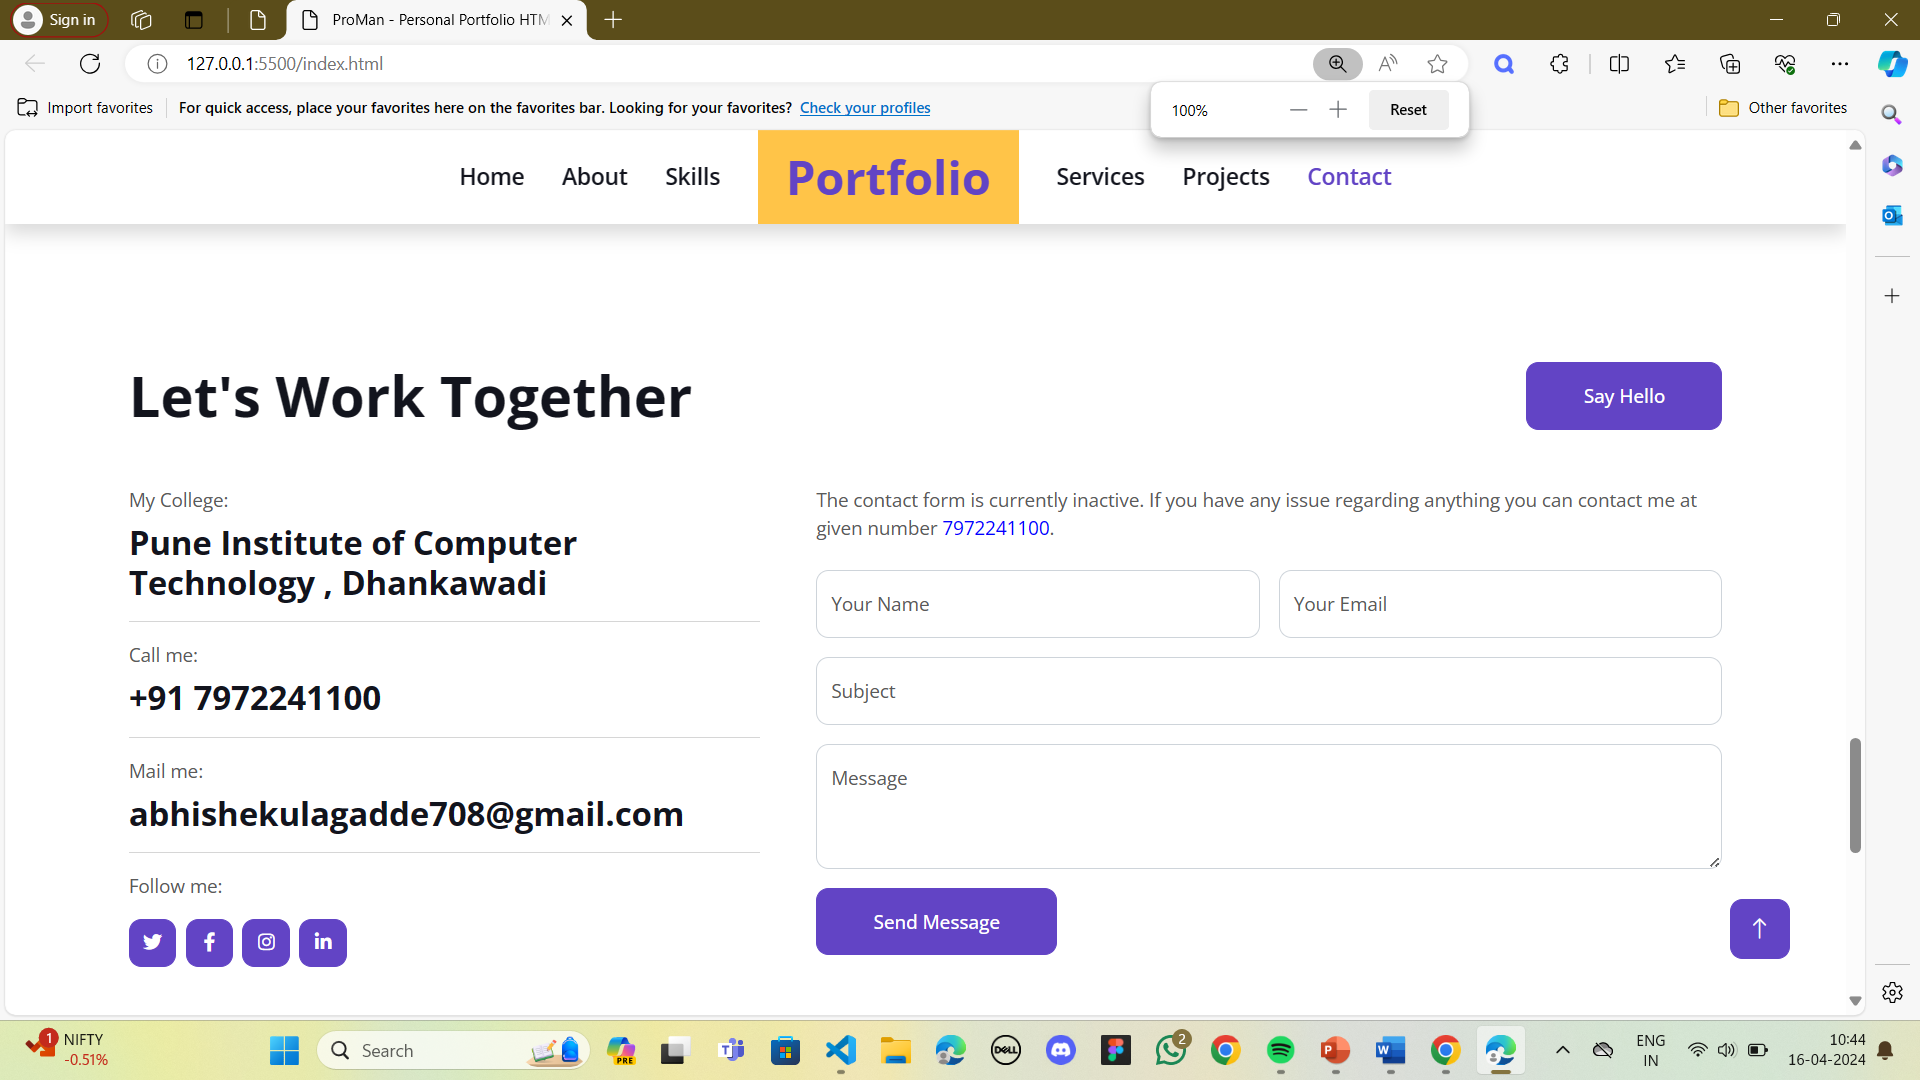 Sign in
ProMan - Personal Portfolio HTM
127.0.0.1:5500/index.html
Import favorites
For quick access, place your favorites here on the favorites bar. Looking for your favorites? Check your profiles
100%
Reset
Other favorites
Home About Skills Portfolio Services Projects Contact
Let's Work Together
Say Hello
My College:
Pune Institute of Computer
Technology , Dhankawadi
Call me:
+91 7972241100
Mail me:
abhishekulagadde708@gmail.com
Follow me:
The contact form is currently inactive. If you have any issue regarding anything you can contact me at
given number 7972241100.
Your Name
Your Email
Subject
Message
Send Message
1
NIFTY
-0.51%
Search
PRE
DELL
2
ENG
IN
10:44
16-04-2024